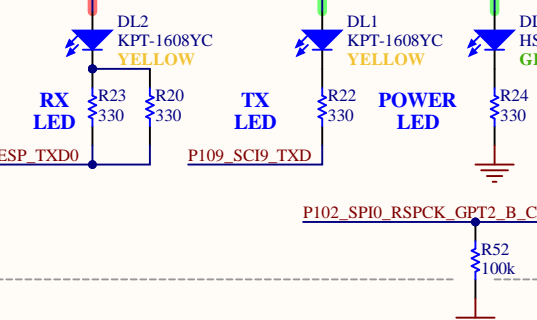 DL2
KPT-1608YC
YELLOW
DL1
KPT-1608YC
YELLOW
RX
LED
R23
330
R20
330
TX
LED
R22
330
POWER
LED
R24
330
ESP_TXD0
P109_SCI9_TXD
P102_SPI0_RSPCK_GPT2_B_C
R52
100k